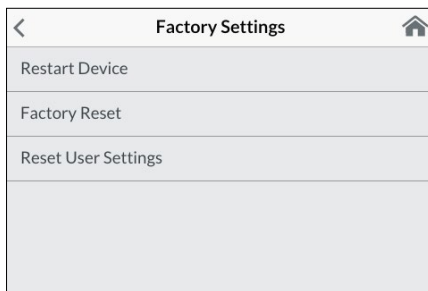 Factory Settings
Restart Device
Factory Reset
Reset User Settings